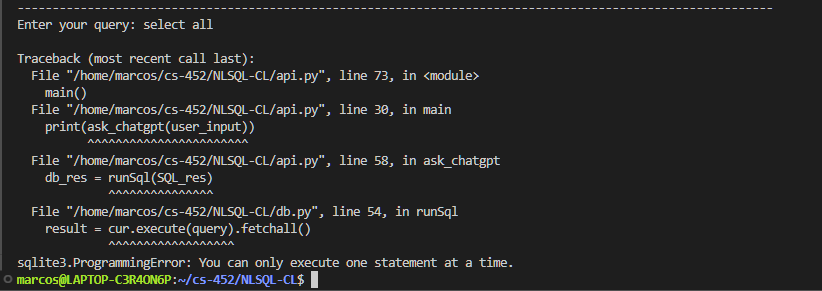 ------------------------------------------------------------------------------------------------------------
Enter your query: select all
Traceback (most recent call last):
  File "/home/marcos/cs-452/NLSQL-CL/api.py", line 73, in <module>
    main()
  File "/home/marcos/cs-452/NLSQL-CL/api.py", line 30, in main
    print(ask_chatgpt(user_input))
          ^^^^^^^^^^^^^^^^^^^^^^^
  File "/home/marcos/cs-452/NLSQL-CL/api.py", line 58, in ask_chatgpt
    db_res = runSql(SQL_res)
             ^^^^^^^^^^^^^^^
  File "/home/marcos/cs-452/NLSQL-CL/db.py", line 54, in runSql
    result = cur.execute(query).fetchall()
             ^^^^^^^^^^^^^^^^^^
sqlite3.ProgrammingError: You can only execute one statement at a time.
marcos@LAPTOP-C3R4ON6P:~/cs-452/NLSQL-CL$